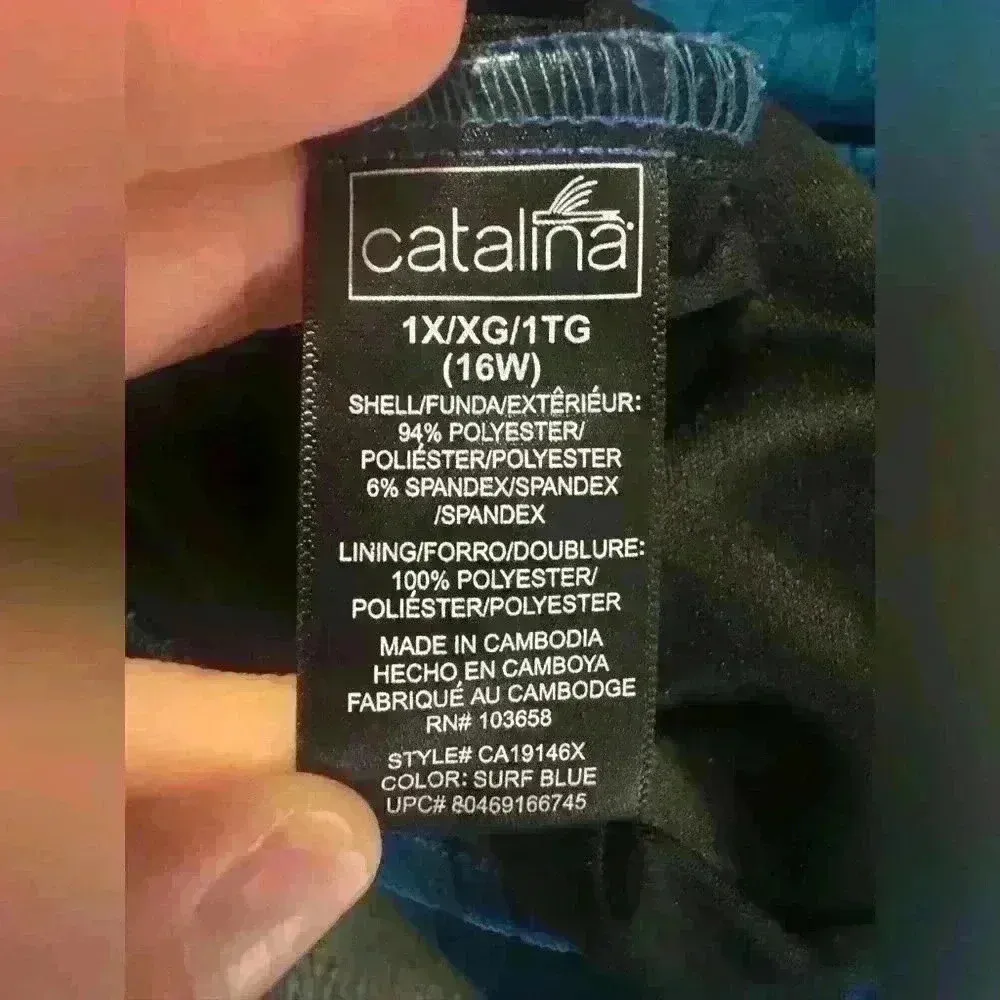 catalina
1X/XG/1TG
(16W)
SHELL/FUNDA/EXTÊRIÉUR:
94% POLYESTER/
POLIÉSTER/POLYESTER
6% SPANDEX/SPANDEX
/SPANDEX
LINING/FORRO/DOUBLURE:
100% POLYESTER/
POLIÉSTER/POLYESTER
MADE IN CAMBODIA
HECHO EN CAMBOYA
FABRIQUÉ AU CAMBODGE
RN# 103658
STYLE# CA19146X
COLOR: SURF BLUE
UPC# 80469166745